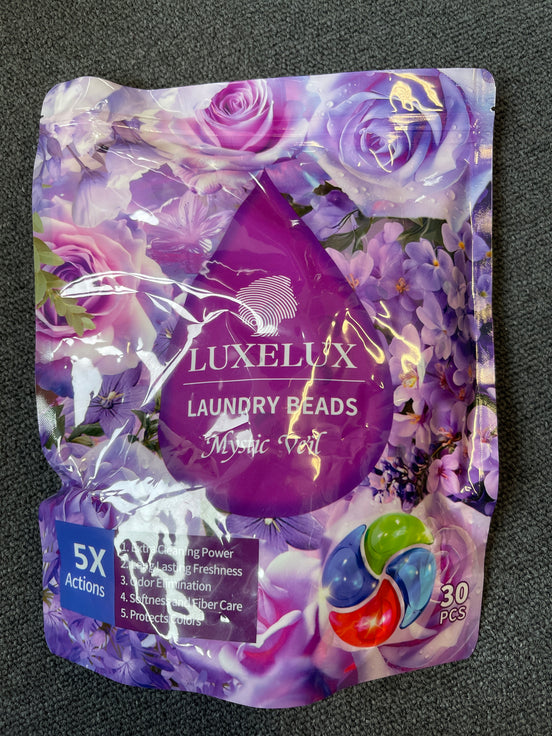 LUXELUX
LAUNDRY BEADS
Mystic Veil
5X
Actions
1. Extra Cleaning Power
2. Long Lasting Freshness
3. Odor Elimination
4. Softness and Fiber Care
5. Protects Colors
30
PCS